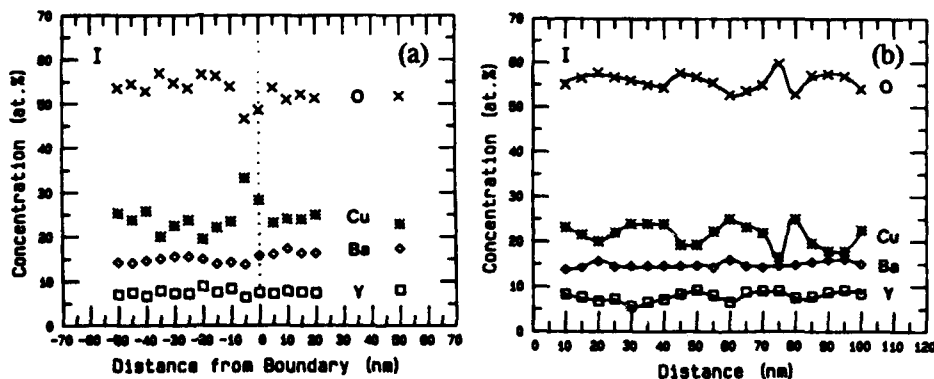 Concentration (at.%)
70
60
50
40
30
20
10
0
I
(a)
O
Cu
Ba
Y
-70 -60 -50 -40 -30 -20 -10 0 10 20 30 40 50 60 70
Distance from Boundary (nm)
Concentration (at.%)
70
60
50
40
30
20
10
0
I
(b)
O
Cu
Ba
Y
0 10 20 30 40 50 60 70 80 90 100 110 120
Distance (nm)